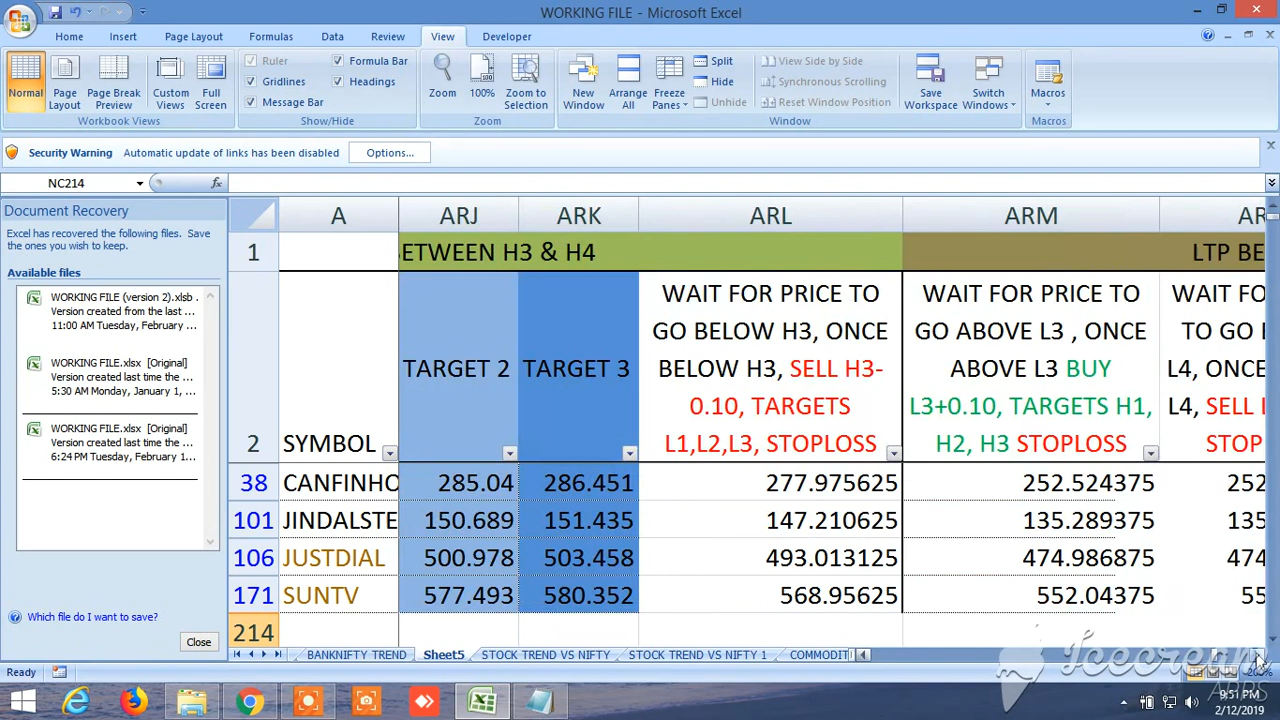 WORKING FILE - Microsoft Excel
Home Insert Page Layout Formulas Data Review View Developer
Normal
Page Layout
Page Break Preview
Custom Views
Full Screen
Workbook Views
Ruler
Gridlines
Message Bar
Formula Bar
Headings
Show/Hide
Zoom
100%
Zoom to Selection
Zoom
New Window
Arrange All
Freeze Panes
Split
Hide
Unhide
View Side by Side
Synchronous Scrolling
Reset Window Position
Window
Save Workspace
Switch Windows
Macros
Macros
Security Warning Automatic update of links has been disabled Options...
NC214 fx
Document Recovery
Excel has recovered the following files. Save
the ones you wish to keep.
Available files
WORKING FILE (version 2).xlsb .
Version created from the last ...
11:00 AM Tuesday, February ...
WORKING FILE.xlsx [Original]
Version created last time the ...
5:30 AM Monday, January 1, ...
WORKING FILE.xlsx [Original]
Version created last time the ...
6:24 PM Tuesday, February 1...
Which file do I want to save?
Close
A ARJ ARK ARL ARM AR
1 ETWEEN H3 & H4 LTP BE
2 SYMBOL
TARGET 2
TARGET 3
WAIT FOR PRICE TO
GO BELOW H3, ONCE
BELOW H3, SELL H3-
0.10, TARGETS
L1,L2,L3, STOPLOSS
WAIT FOR PRICE TO
GO ABOVE L3 , ONCE
ABOVE L3 BUY
L3+0.10, TARGETS H1,
H2, H3 STOPLOSS
WAIT FO
TO GO
L4, ONC
L4, SELL
STOP
38 CANFINHO 285.04 286.451 277.975625 252.524375 252
101 JINDALSTE 150.689 151.435 147.210625 135.289375 135
106 JUSTDIAL 500.978 503.458 493.013125 474.986875 474
171 SUNTV 577.493 580.352 568.95625 552.04375 55
214
BANKNIFTY TREND Sheet5 STOCK TREND VS NIFTY STOCK TREND VS NIFTY 1 COMMODIT
Ready
Icecream
APPS
9:51 PM
2/12/2019